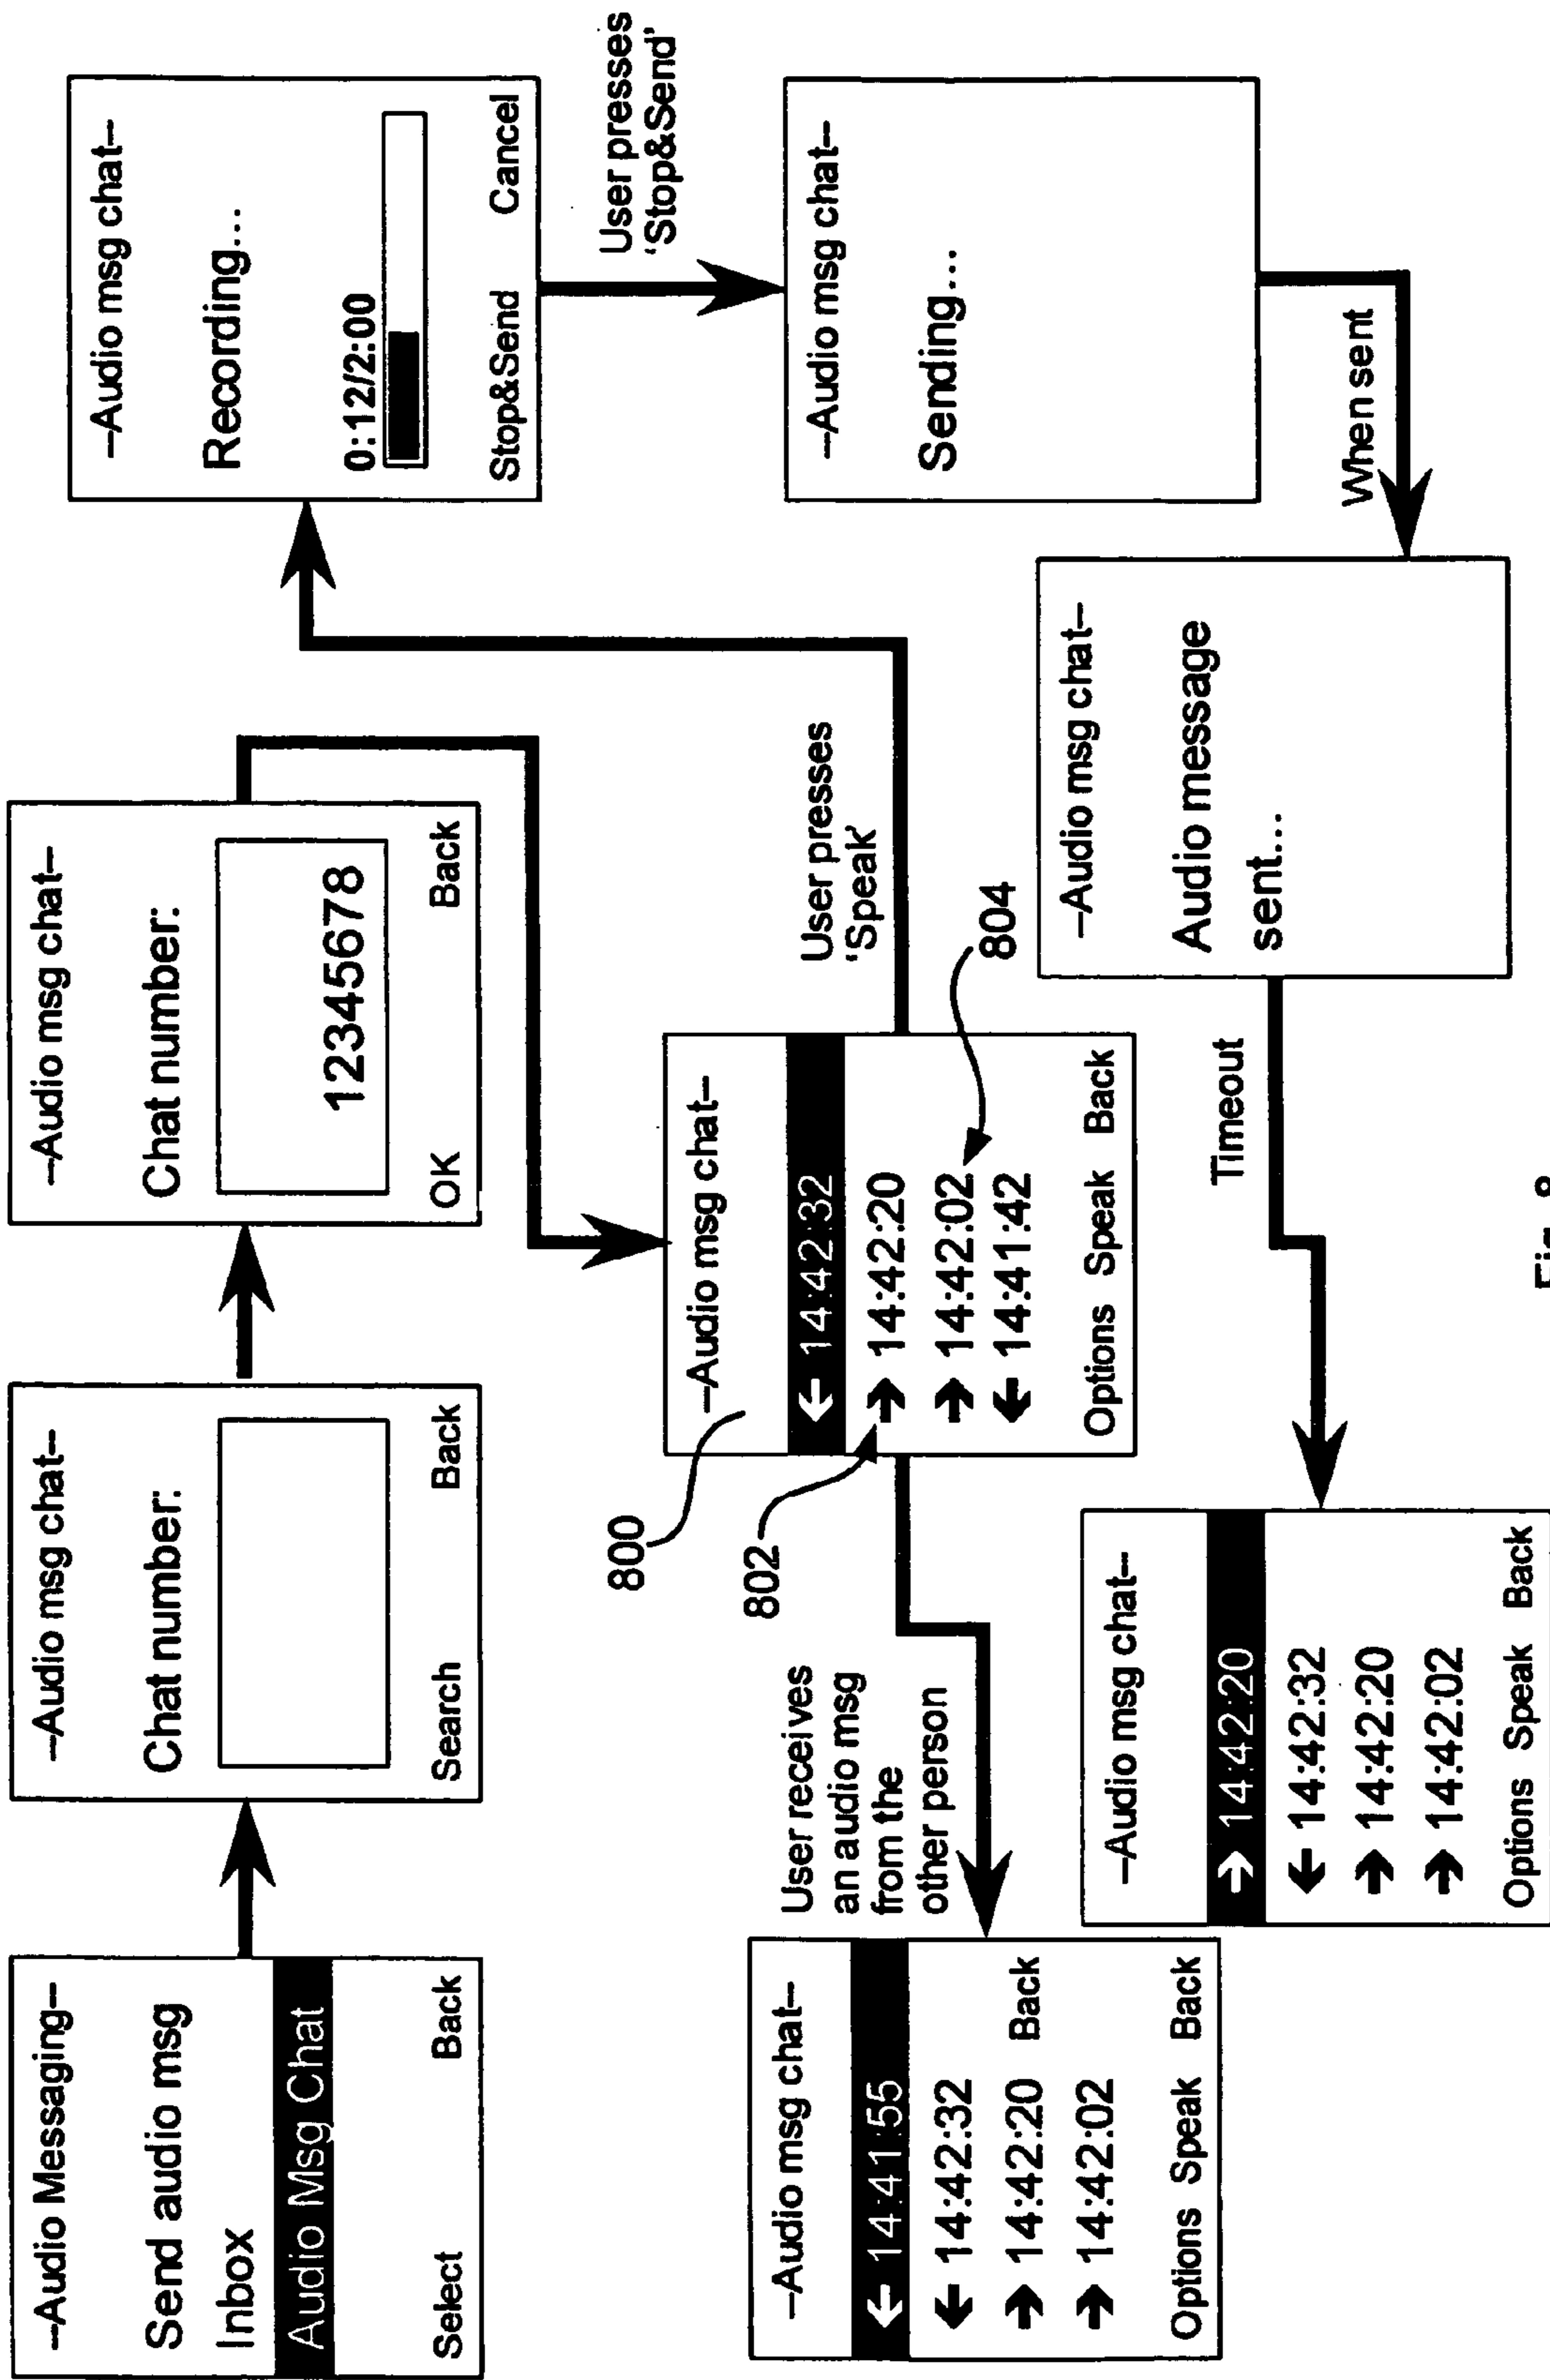 --Audio Messaging--
Send audio msg
Inbox
Audio Msg Chat
Select Back
--Audio msg chat--
Chat number:
Search Back
--Audio msg chat--
Chat number:
12345678
OK Back
--Audio msg chat--
Recording...
0:12/2:00
Stop&Send Cancel
User presses
'Stop&Send'
800
802
--Audio msg chat--
← 14:42:32
→ 14:42:20
→ 14:42:02
← 14:41:42
Options Speak Back
804
User presses
'Speak'
--Audio msg chat--
Sending...
When sent
User receives
an audio msg
from the
other person
--Audio msg chat--
← 14:41:55
← 14:42:32
→ 14:42:20 Back
→ 14:42:02
Options Speak Back
--Audio msg chat--
Audio message
sent...
Timeout
--Audio msg chat--
→ 14:42:20
← 14:42:32
→ 14:42:20
→ 14:42:02
Options Speak Back
Fig. 8